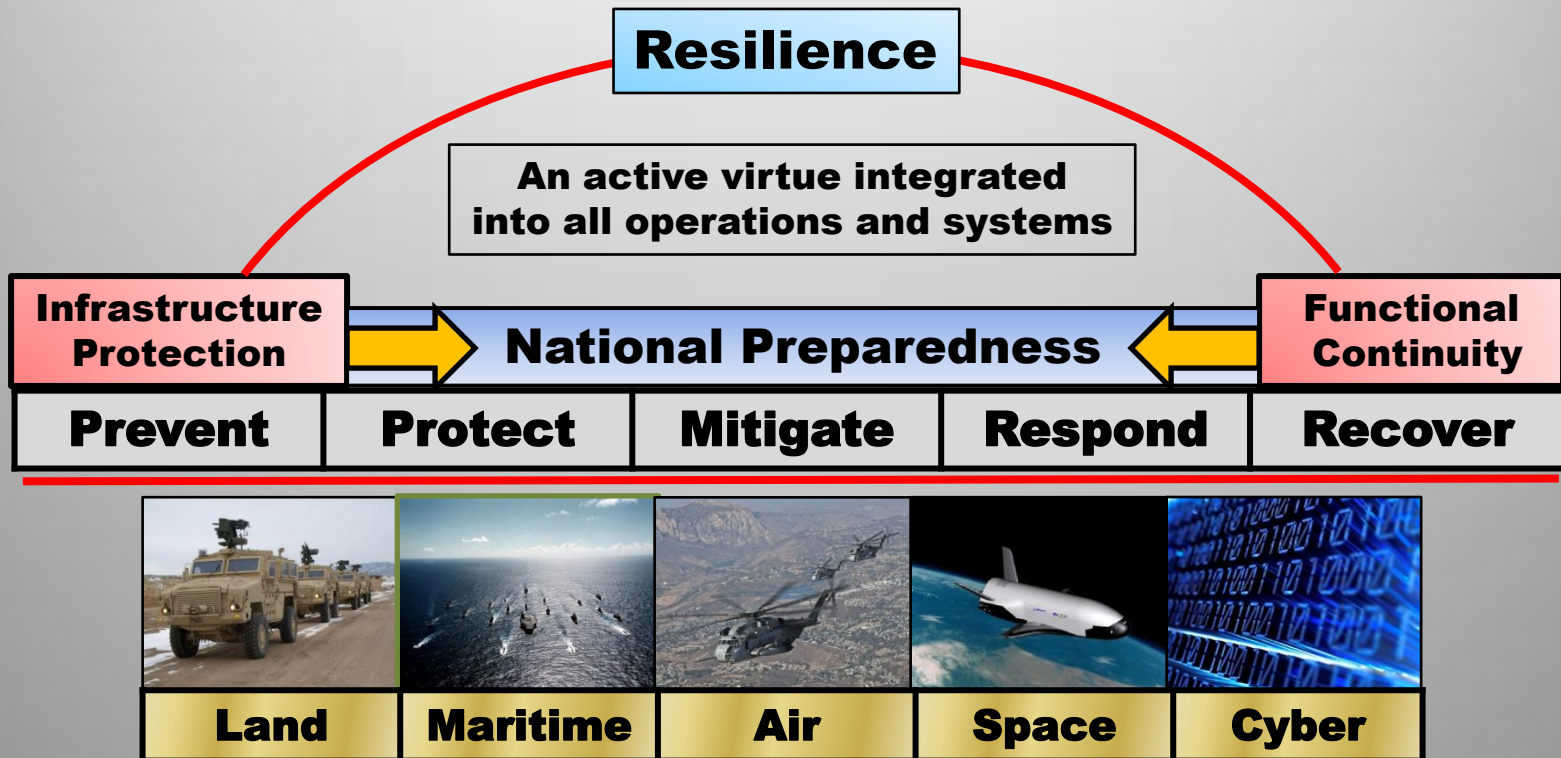 Resilience
An active virtue integrated
into all operations and systems
Infrastructure
Protection
National Preparedness
Functional
Continuity
Prevent
Protect
Mitigate
Respond
Recover
Land
Maritime
Air
Space
Cyber